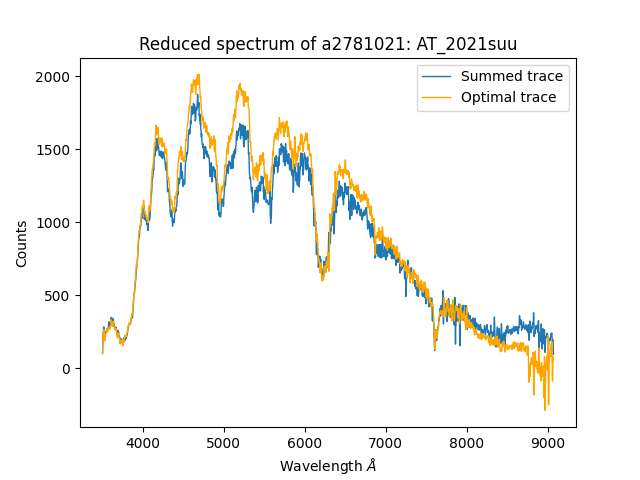 Reduced spectrum of a2781021: AT_2021suu
Summed trace
Optimal trace
2000
1500
1000
500
0
Counts
4000 5000 6000 7000 8000 9000
Wavelength Å